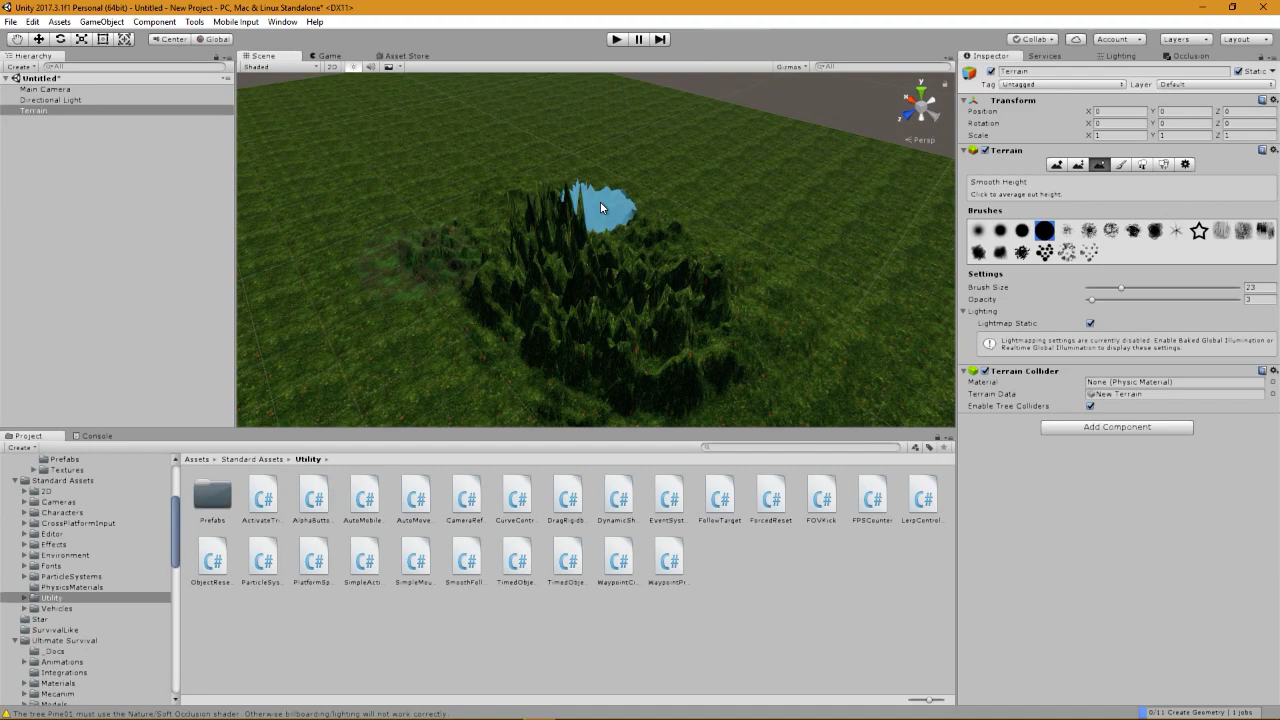 Unity 2017.3.1f1 Personal (64bit) - Untitled - New Project - PC, Mac & Linux Standalone* <DX11>
File Edit Assets GameObject Component Tools Mobile Input Window Help
Center Global Collab Account Layers Layout
Hierarchy
Create All
Untitled*
Main Camera
Directional Light
Terrain
Scene Game Asset Store
Shaded 2D Gizmos All
y
x
z
Persp
Inspector Services Lighting Occlusion
Terrain Static
Tag Untagged Layer Default
Transform
Position X 0 Y 0 Z 0
Rotation X 0 Y 0 Z 0
Scale X 1 Y 1 Z 1
Terrain
Smooth Height
Click to average out height.
Brushes
Settings
Brush Size 23
Opacity 3
Lighting
Lightmap Static
Lightmapping settings are currently disabled. Enable Baked Global Illumination or
Realtime Global Illumination to display these settings.
Terrain Collider
Material None (Physic Material)
Terrain Data New Terrain
Enable Tree Colliders
Add Component
Project Console
Create
Prefabs
Textures
Standard Assets
2D
Cameras
Characters
CrossPlatformInput
Editor
Effects
Environment
Fonts
ParticleSystems
PhysicsMaterials
Utility
Vehicles
Star
SurvivalLike
Ultimate Survival
_Docs
Animations
Integrations
Materials
Mecanim
Models
Assets Standard Assets Utility
C# C# C# C# C# C# C# C# C# C# C# C# C# C#
Prefabs ActivateTr... AlphaButto... AutoMobile... AutoMove... CameraRef... CurveContr... DragRigidb... DynamicSh... EventSyst... FollowTarget ForcedReset FOVKick FPSCounter LerpControl...
C# C# C# C# C# C# C# C# C# C#
ObjectRese... ParticleSys... PlatformSp... SimpleActi... SimpleMou... SmoothFoll... TimedObje... TimedObje... WaypointCi... WaypointPr...
The tree Pine01 must use the Nature/Soft Occlusion shader. Otherwise billboarding/lighting will not work correctly.
0/11 Create Geometry | 1 jobs